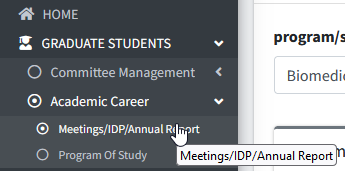 HOME
GRADUATE STUDENTS
program/s
Committee Management
Biomedic
Academic Career
Meetings/IDP/Annual Report
Program Of Study
Meetings/IDP/Annual Report
m